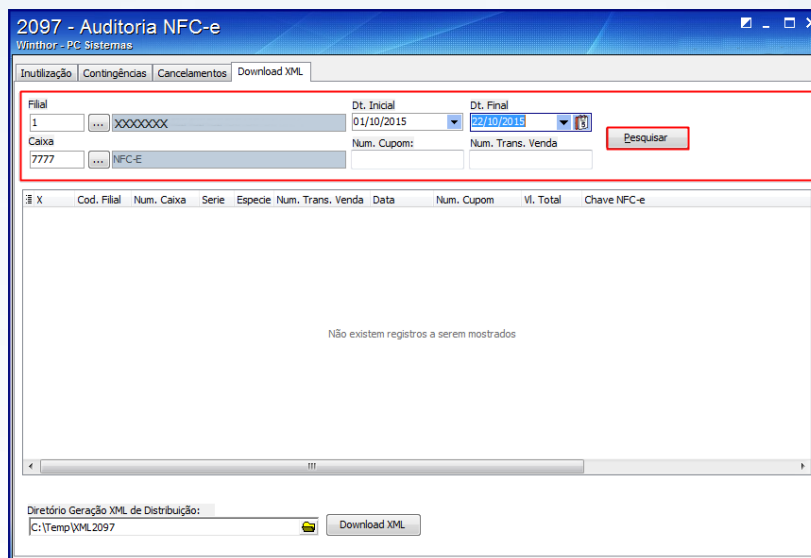 2097 - Auditoria NFC-e
Winthor - PC Sistemas
Inutilização Contingências Cancelamentos Download XML
Filial Dt. Inicial Dt. Final
1 ... XXXXXXX 01/10/2015 22/10/2015
Pesquisar
Caixa Num. Cupom: Num. Trans. Venda
7777 ... NFC-E
X Cod. Filial Num. Caixa Serie Especie Num. Trans. Venda Data Num. Cupom Vl. Total Chave NFC-e
Não existem registros a serem mostrados
Diretório Geração XML de Distribuição:
C:\Temp\XML2097 Download XML